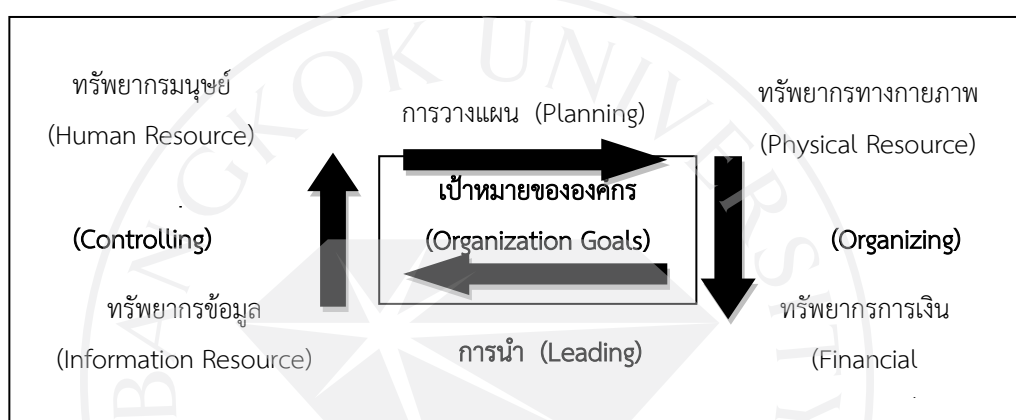 ทรัพยากรมนุษย์
(Human Resource)
การวางแผน (Planning)
ทรัพยากรทางกายภาพ
(Physical Resource)
เป้าหมายขององค์กร
(Organization Goals)
(Controlling)
(Organizing)
ทรัพยากรข้อมูล
(Information Resource)
การนำ (Leading)
ทรัพยากรการเงิน
(Financial
BANGKOK UNIVERSITY